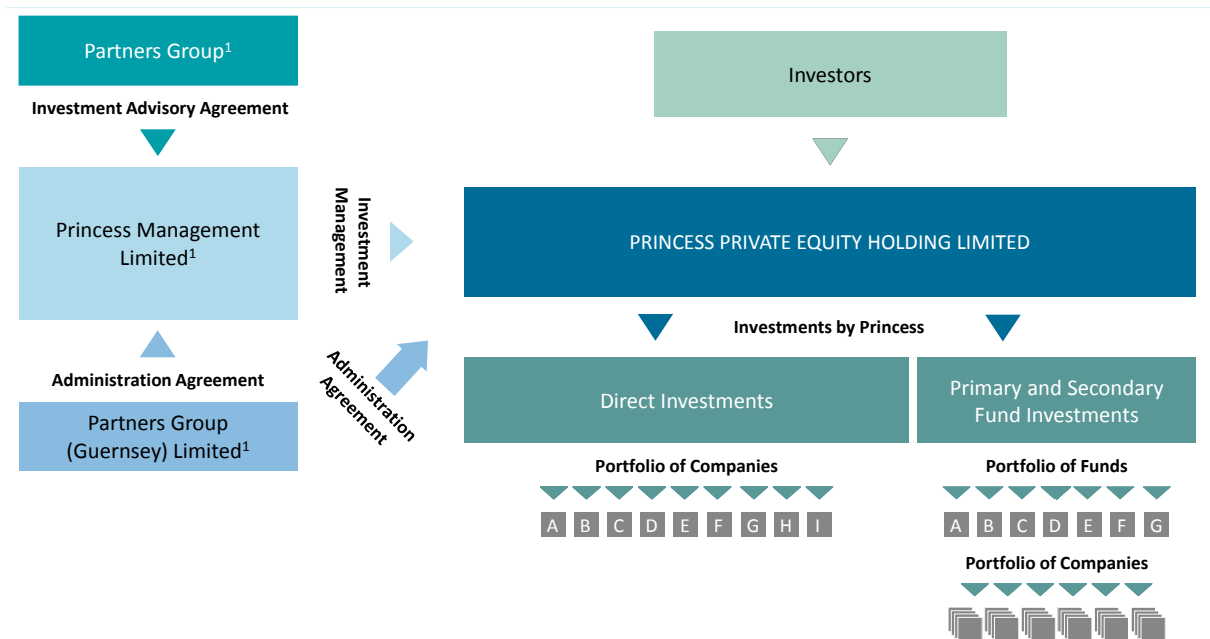 Partners Group¹
Investment Advisory Agreement
Princess Management
Limited¹
Administration Agreement
Partners Group
(Guernsey) Limited¹
Investment
Management
Administration
Agreement
Investors
PRINCESS PRIVATE EQUITY HOLDING LIMITED
Investments by Princess
Direct Investments
Primary and Secondary
Fund Investments
Portfolio of Companies
A B C D E F G H I
Portfolio of Funds
A B C D E F G
Portfolio of Companies